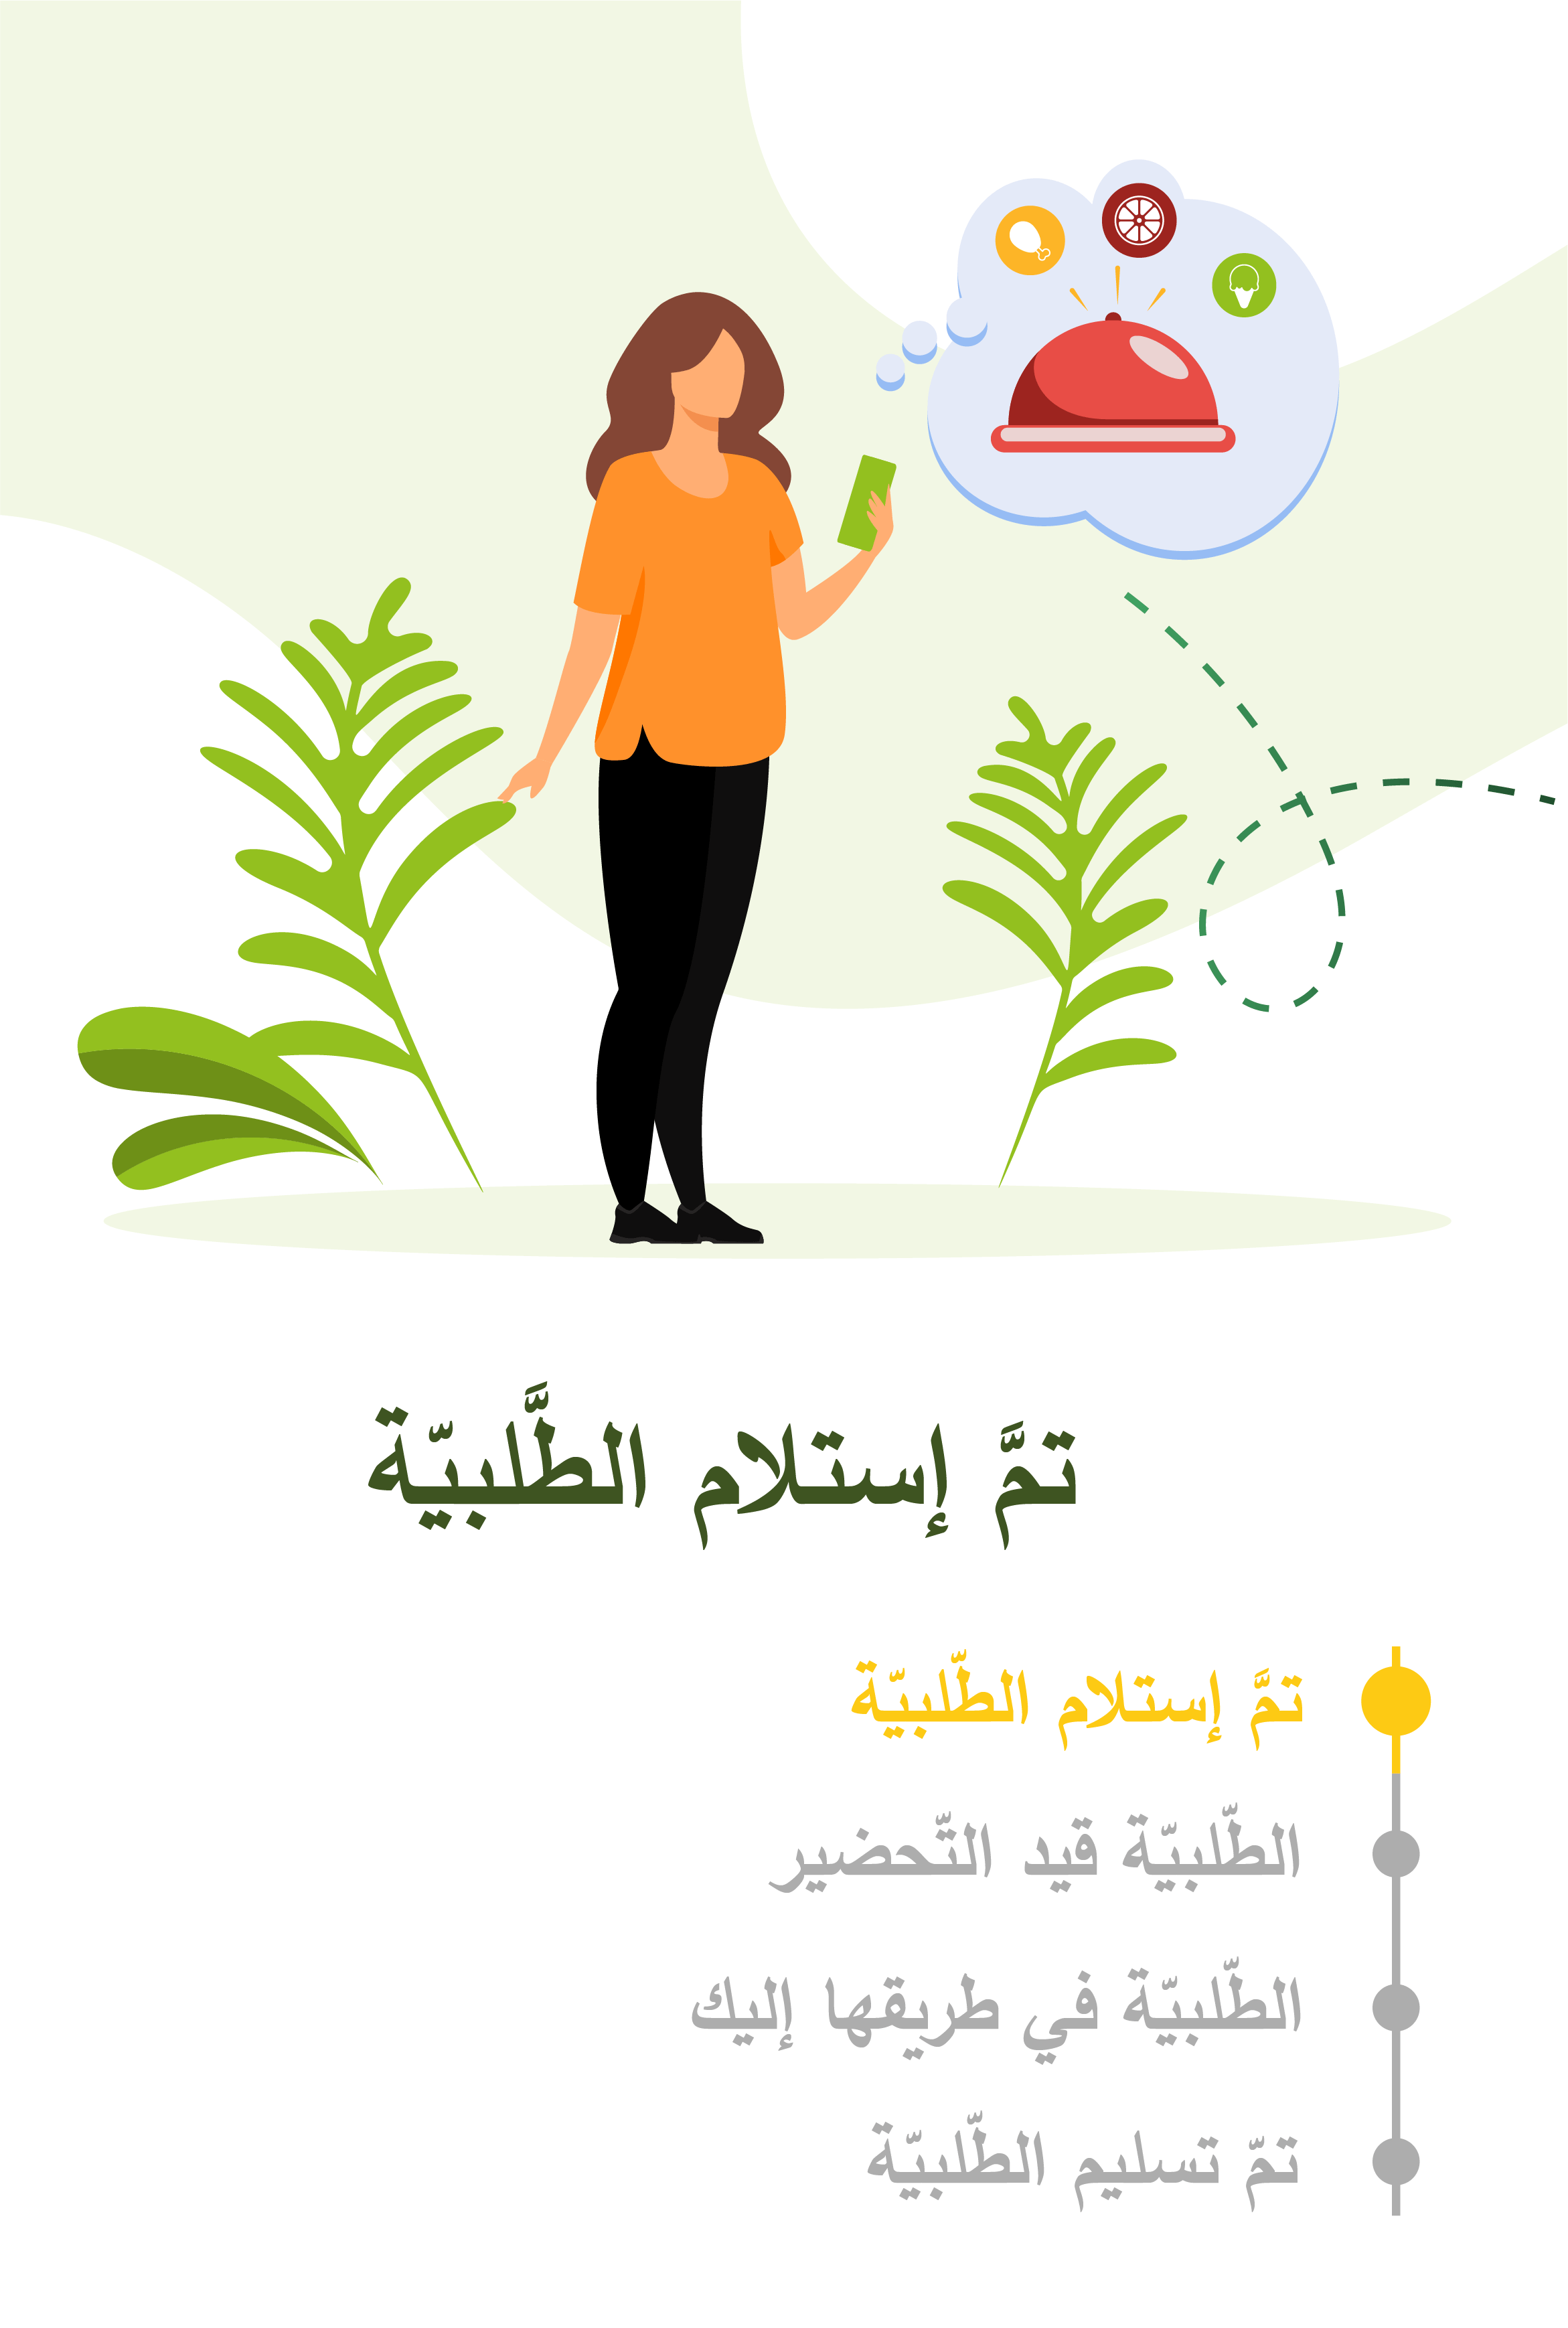 تمَّ إستلام الطَّلبيّة
تمَّ إستلام الطّلبيّة
الطّلبيّة قيد التّحضير
الطّلبيّة في طريقها إليك
تمّ تسليم الطّلبيّة